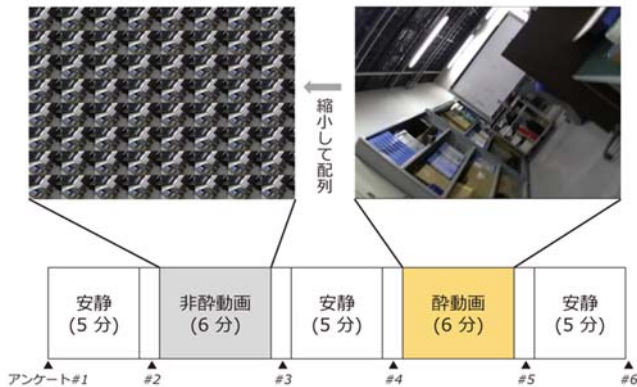 縮小して配列
安静
(5 分)
非酔動画
(6 分)
安静
(5 分)
酔動画
(6 分)
安静
(5 分)
アンケート#1
#2
#3
#4
#5
#6